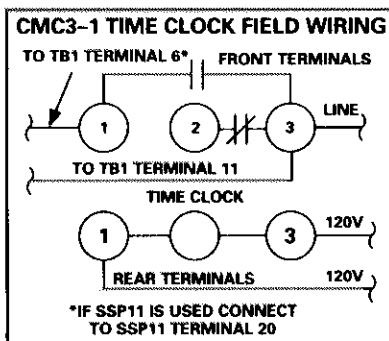 CMC3-1 TIME CLOCK FIELD WIRING
TO TB1 TERMINAL 6*
FRONT TERMINALS
1 2 3 LINE
TO TB1 TERMINAL 11
TIME CLOCK
1 3 120V
REAR TERMINALS 120V
*IF SSP11 IS USED CONNECT
TO SSP11 TERMINAL 20